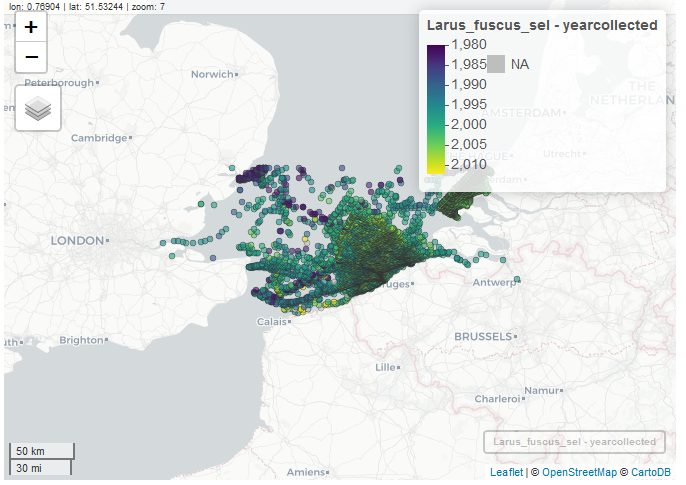 lon: 0.76904 | lat: 51.53244 | zoom: 7
+
−
Larus_fuscus_sel - yearcollected
1,980
1,985
1,990
1,995
2,000
2,005
2,010
NA
Norwich
Peterborough
Cambridge
THE
NETHERLAN
AMSTERDAM
Utrecht
LONDON
Antwerp
uges
Calais
Brighton
uth
BRUSSELS
Lille
Namur
Charleroi
Amiens
50 km
30 mi
Larus_fuscus_sel - yearcollected
Leaflet | © OpenStreetMap © CartoDB